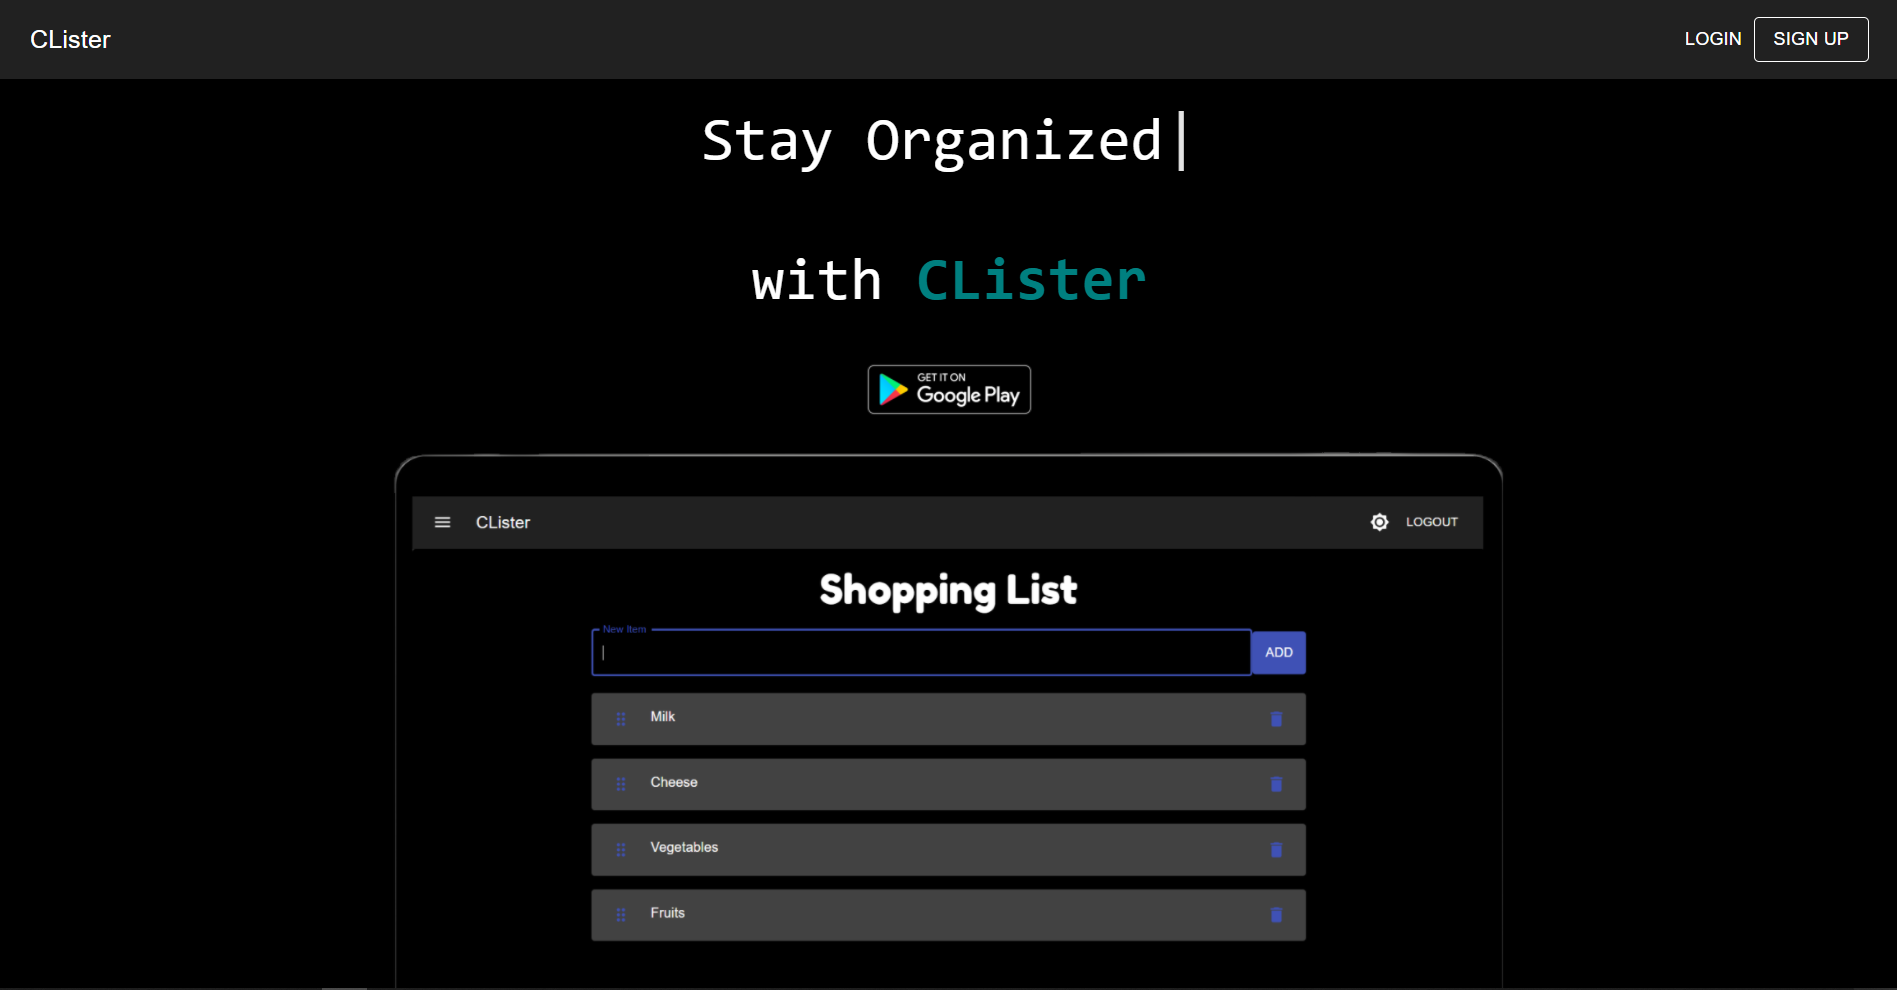 CLister
LOGIN SIGN UP
Stay Organized
with CLister
GET IT ON
Google Play
CLister
LOGOUT
Shopping List
New Item
ADD
Milk
Cheese
Vegetables
Fruits